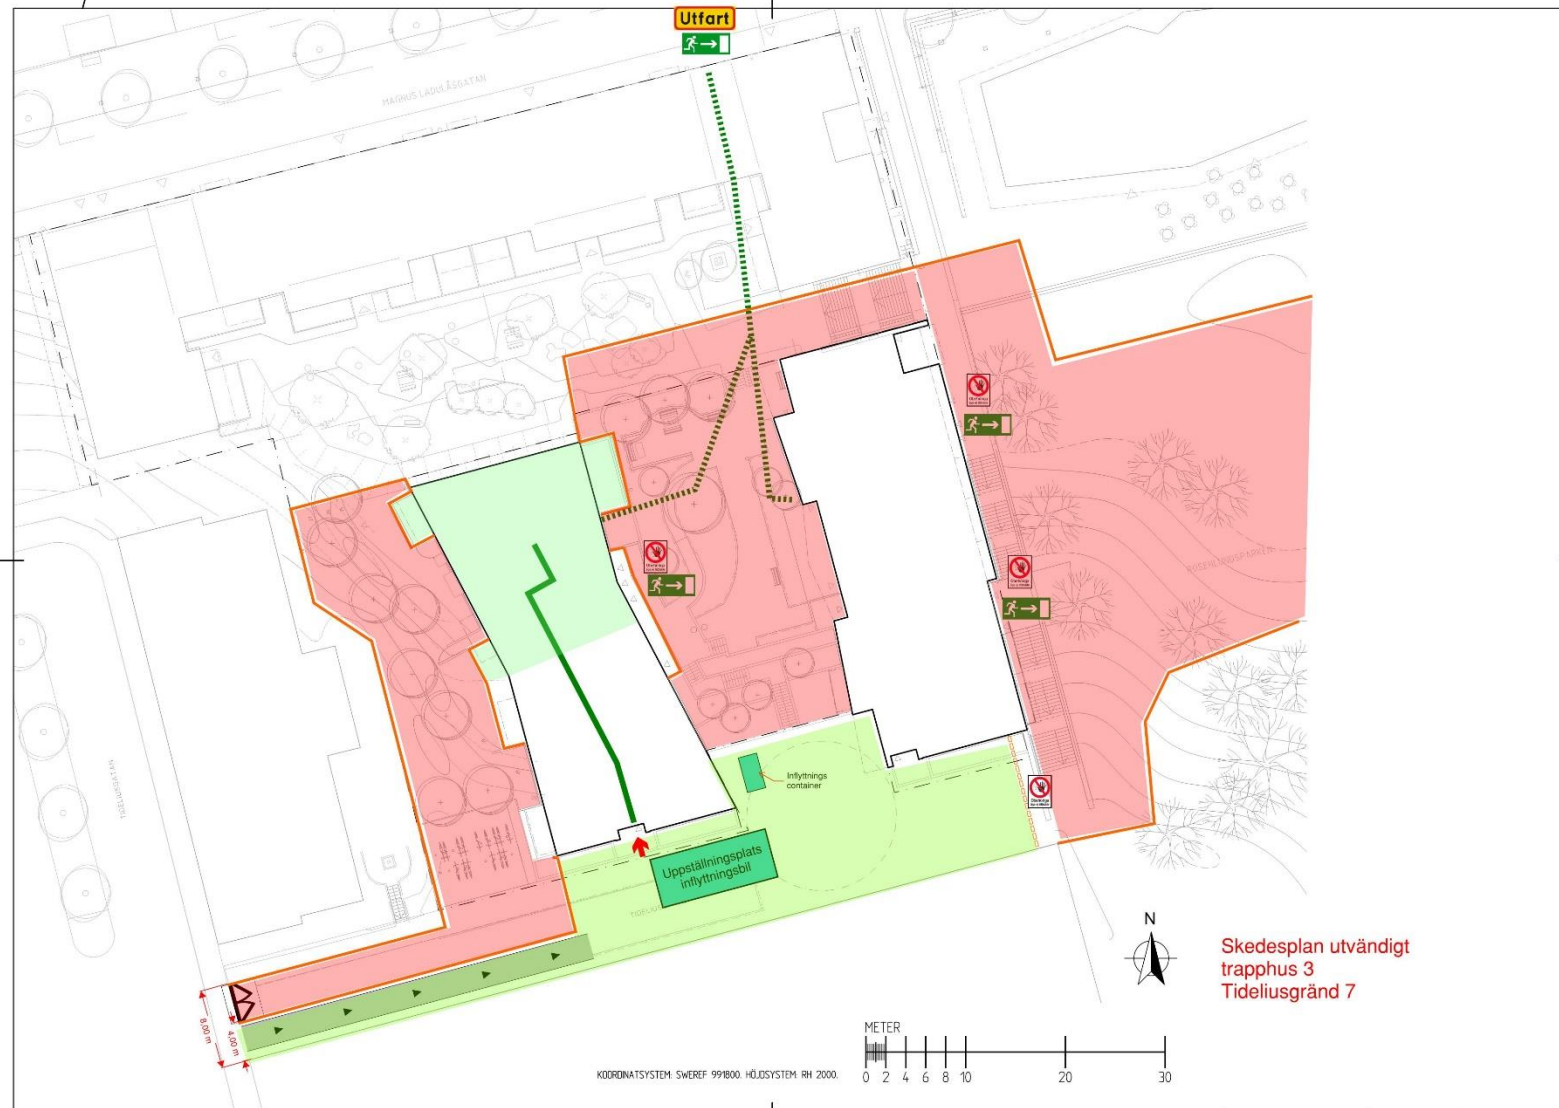 Utfart
MAGNUS LADULÅSGATAN
ROSENLUNDSPARKEN
Inflyttnings
container
Uppställningsplats
inflyttningsbil
TIDELIUSGATAN
8,00 m
4,00 m
N
Skedesplan utvändigt
trapphus 3
Tideliusgränd 7
METER
0 2 4 6 8 10 20 30
KOORDINATSYSTEM: SWEREF 991800. HÖJDSYSTEM: RH 2000.